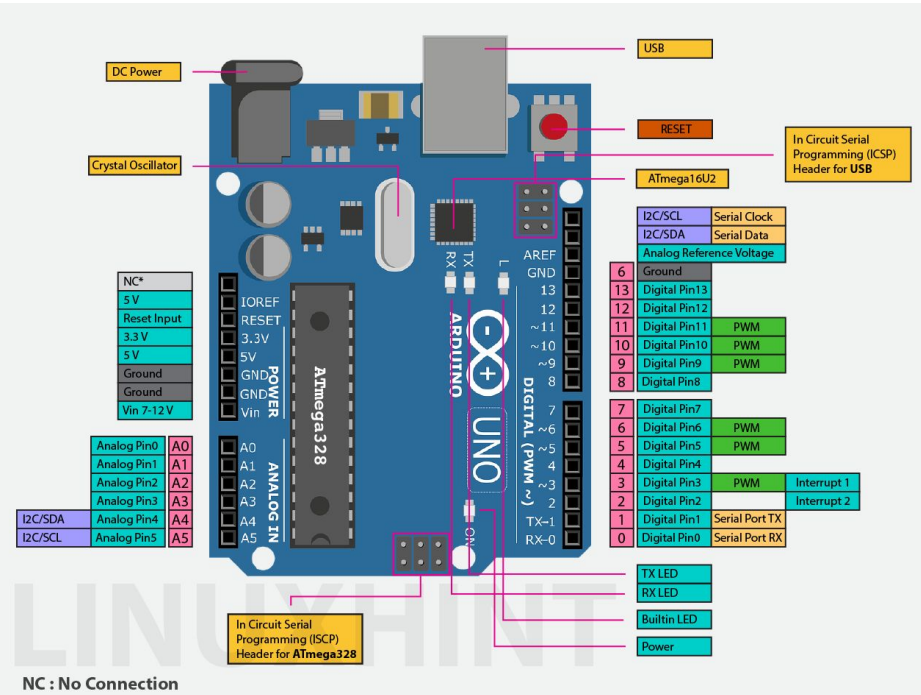 USB
DC Power
RESET
In Circuit Serial
Programming (ICSP)
Header for USB
Crystal Oscillator
ATmega16U2
I2C/SCL Serial Clock
I2C/SDA Serial Data
Analog Reference Voltage
6 Ground
13 Digital Pin13
12 Digital Pin12
11 Digital Pin11 PWM
10 Digital Pin10 PWM
9 Digital Pin9 PWM
8 Digital Pin8
7 Digital Pin7
6 Digital Pin6 PWM
5 Digital Pin5 PWM
4 Digital Pin4
3 Digital Pin3 PWM Interrupt 1
2 Digital Pin2 Interrupt 2
1 Digital Pin1 Serial Port TX
0 Digital Pin0 Serial Port RX
NC*
5 V
Reset Input
3.3 V
5 V
Ground
Ground
Vin 7-12 V
Analog Pin0 A0
Analog Pin1 A1
Analog Pin2 A2
Analog Pin3 A3
I2C/SDA Analog Pin4 A4
I2C/SCL Analog Pin5 A5
IOREF
RESET
3.3V
5V
GND
GND
Vin
POWER
A0
A1
A2
A3
A4
A5
ANALOG IN
ATmega328
RX
TX
L
ARDUINO
UNO
ON
AREF
GND
13
12
~11
~10
~9
8
7
~6
~5
4
~3
2
TX-1
RX-0
DIGITAL (PWM ~)
TX LED
RX LED
Builtin LED
Power
In Circuit Serial
Programming (ISCP)
Header for ATmega328
LINUXHINT
NC : No Connection